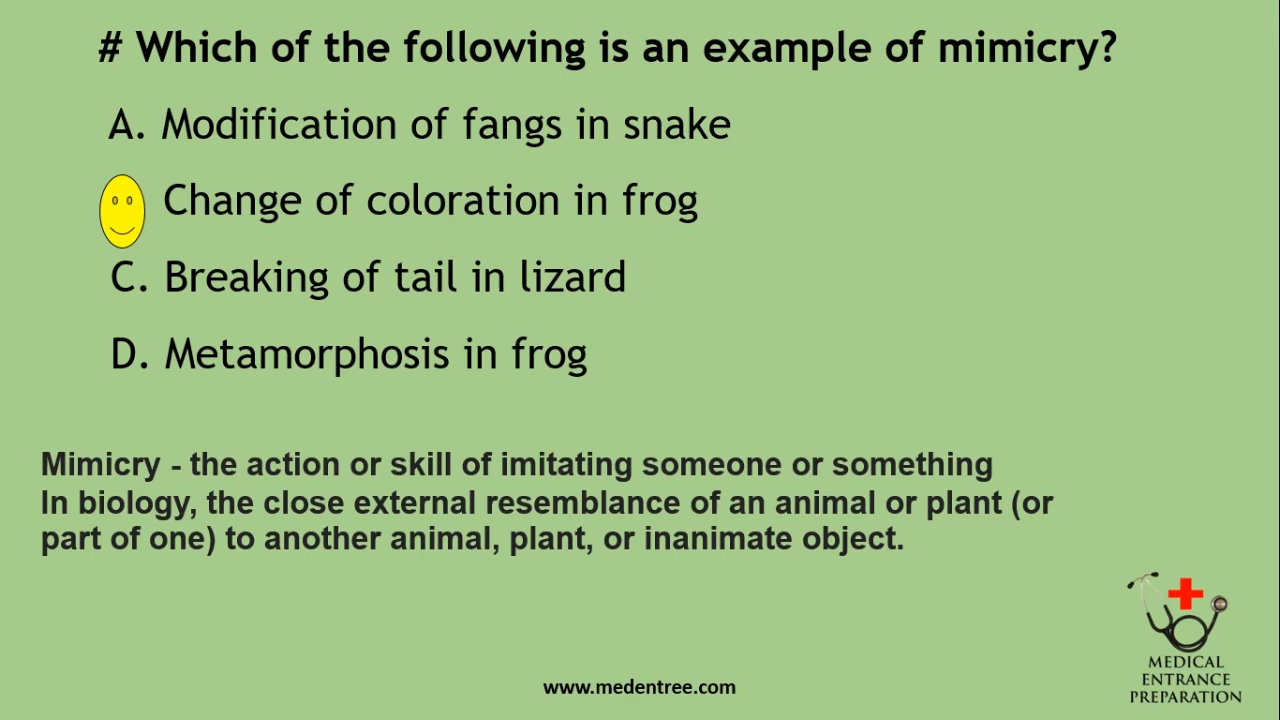 # Which of the following is an example of mimicry?
A. Modification of fangs in snake
Change of coloration in frog
C. Breaking of tail in lizard
D. Metamorphosis in frog
Mimicry - the action or skill of imitating someone or something
In biology, the close external resemblance of an animal or plant (or
part of one) to another animal, plant, or inanimate object.
MEDICAL
ENTRANCE
PREPARATION
www.medentree.com